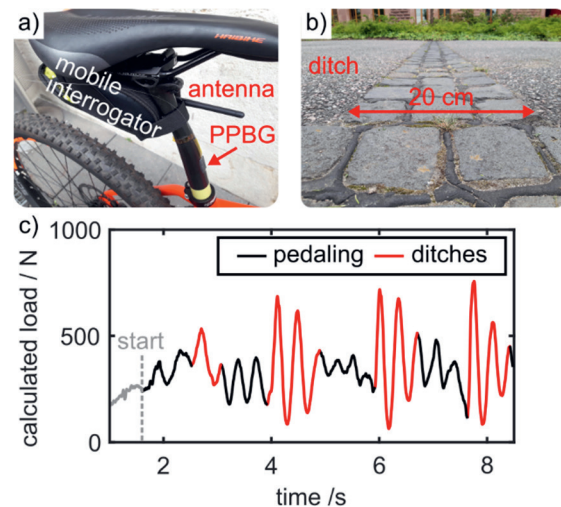 a)
mobile
interrogator
antenna
PPBG
b)
ditch
20 cm
c)
calculated load / N
1000
500
0
start
pedaling
ditches
2
4
6
8
time /s